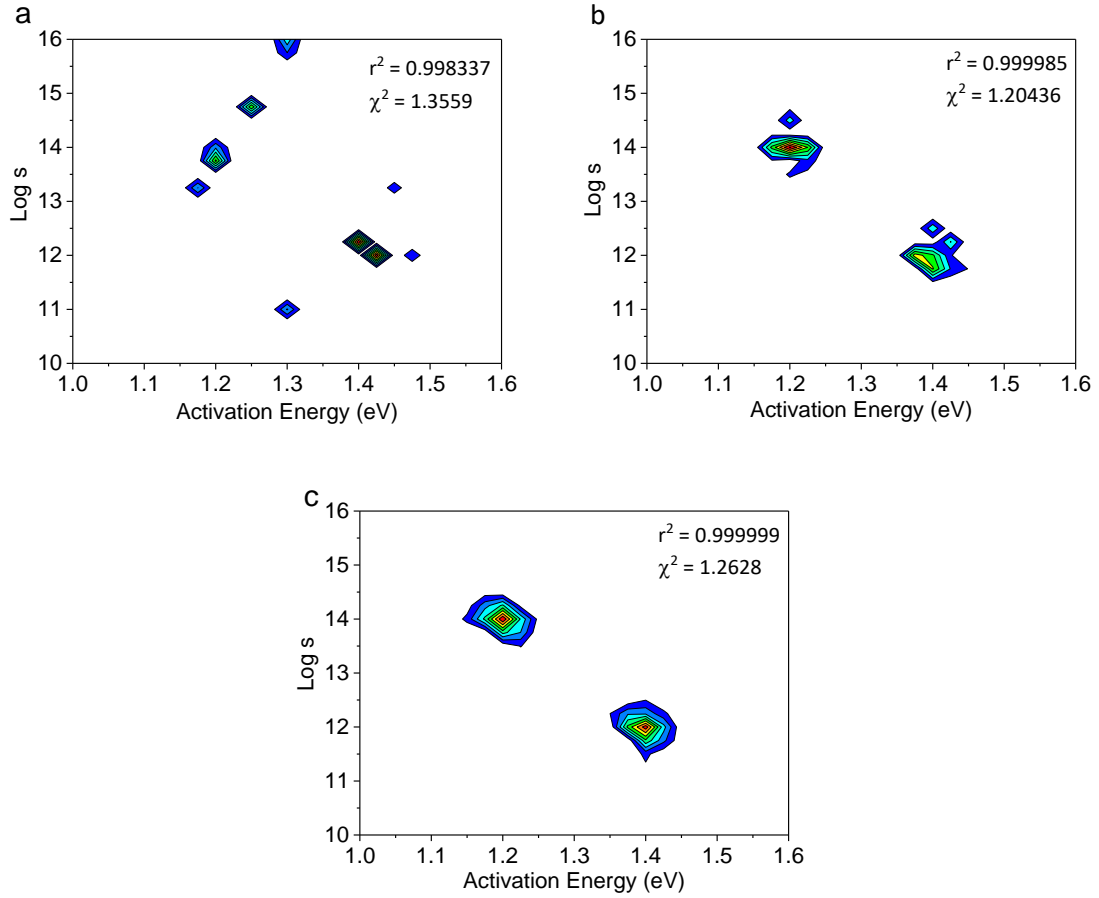 a
16
15
14
13
12
11
10
Log s
1.0 1.1 1.2 1.3 1.4 1.5 1.6
Activation Energy (eV)
r² = 0.998337
χ² = 1.3559
b
16
15
14
13
12
11
10
Log s
1.0 1.1 1.2 1.3 1.4 1.5 1.6
Activation Energy (eV)
r² = 0.999985
χ² = 1.20436
c
16
15
14
13
12
11
10
Log s
1.0 1.1 1.2 1.3 1.4 1.5 1.6
Activation Energy (eV)
r² = 0.999999
χ² = 1.2628